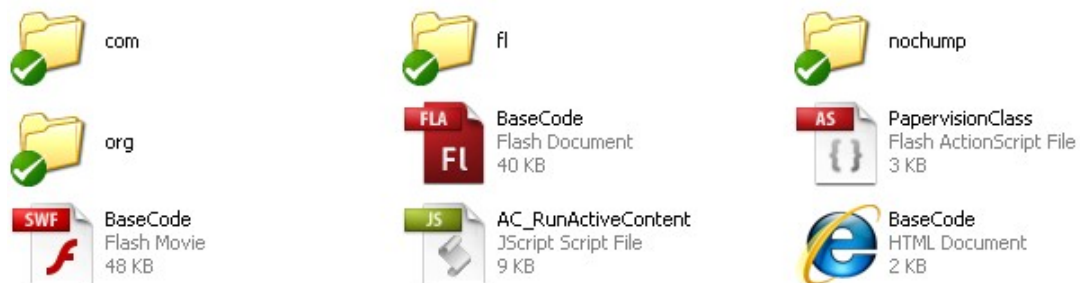 com
fl
nochump
org
FLA
Fl
BaseCode
Flash Document
40 KB
AS
PapervisionClass
Flash ActionScript File
3 KB
SWF
BaseCode
Flash Movie
48 KB
JS
AC_RunActiveContent
JScript Script File
9 KB
BaseCode
HTML Document
2 KB